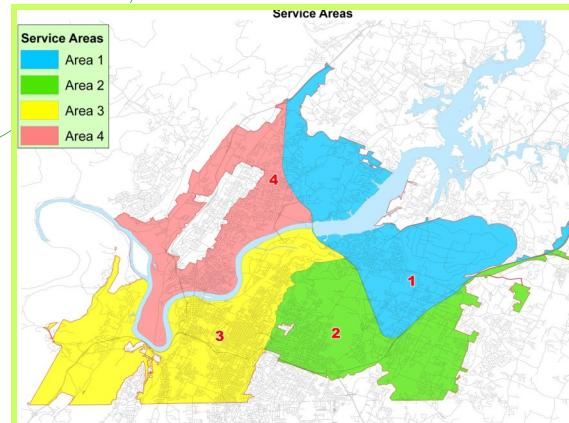 Service Areas
Service Areas
Area 1
Area 2
Area 3
Area 4
4
1
2
3